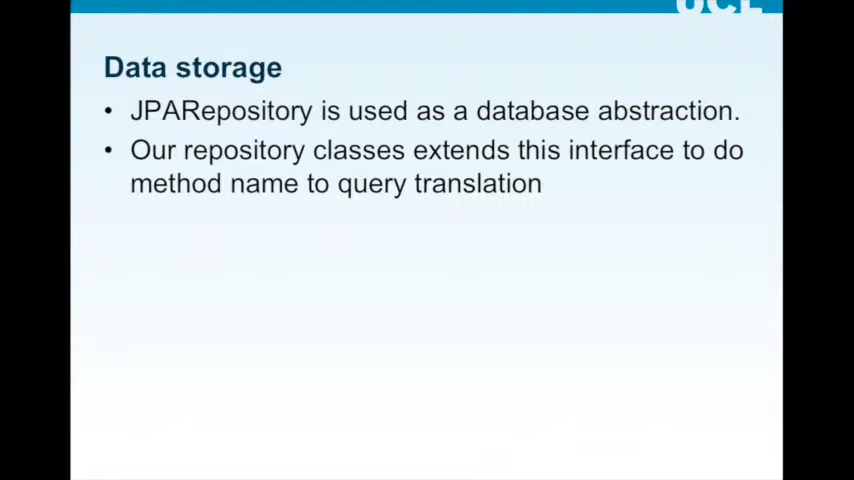 UCL
Data storage
• JPARepository is used as a database abstraction.
• Our repository classes extends this interface to do
method name to query translation